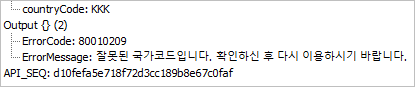 countryCode: KKK
Output {} (2)
ErrorCode: 80010209
ErrorMessage: 잘못된 국가코드입니다. 확인하신 후 다시 이용하시기 바랍니다.
API_SEQ: d10fefa5e718f72d3cc189b8e67c0faf